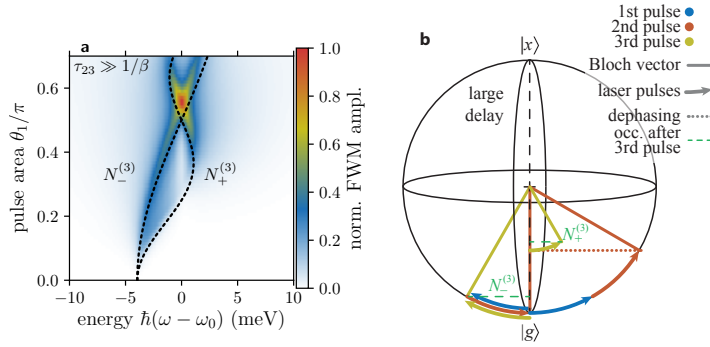 a
τ₂₃ ≫ 1/β
N₋⁽³⁾
N₊⁽³⁾
pulse area θ₁/π
0.0
0.2
0.4
0.6
−10
−5
0
5
10
energy ℏ(ω − ω₀) (meV)
1.0
0.8
0.6
0.4
0.2
0.0
norm. FWM ampl.
b
|x⟩
large
delay
1st pulse
2nd pulse
3rd pulse
Bloch vector
laser pulses
dephasing
occ. after
3rd pulse
N₊⁽³⁾
N₋⁽³⁾
|g⟩